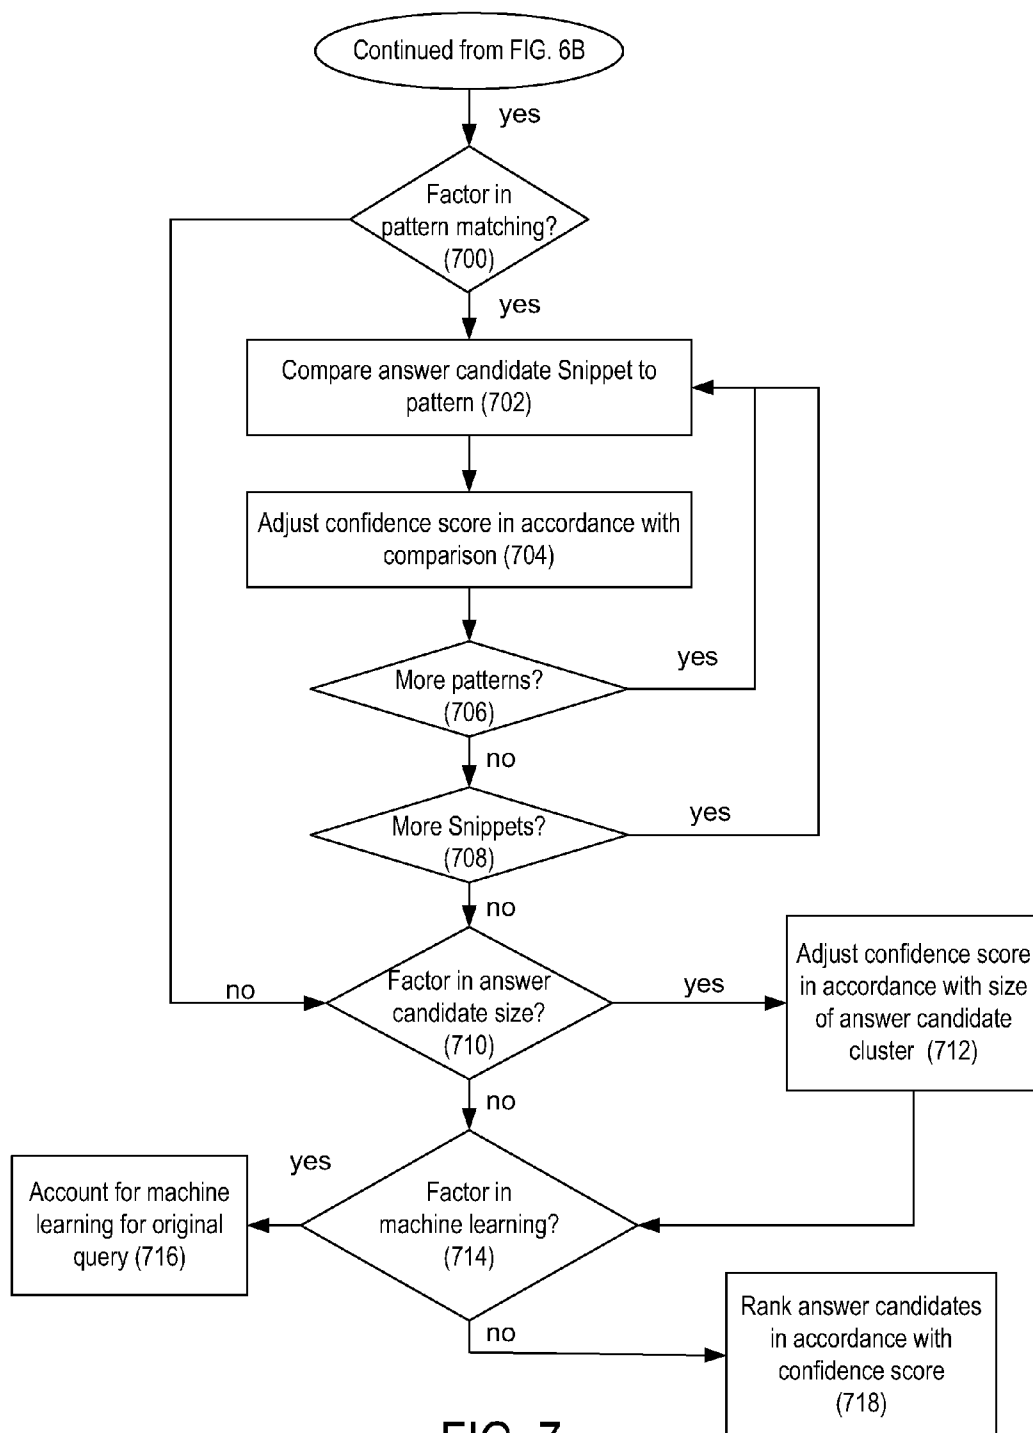 Continued from FIG. 6B
yes
Factor in
pattern matching?
(700)
yes
Compare answer candidate Snippet to
pattern (702)
Adjust confidence score in accordance with
comparison (704)
More patterns?
(706)
yes
no
More Snippets?
(708)
yes
no
no
Factor in answer
candidate size?
(710)
yes
Adjust confidence score
in accordance with size
of answer candidate
cluster (712)
no
yes
Account for machine
learning for original
query (716)
Factor in
machine learning?
(714)
no
Rank answer candidates
in accordance with
confidence score
(718)
FIG. 7